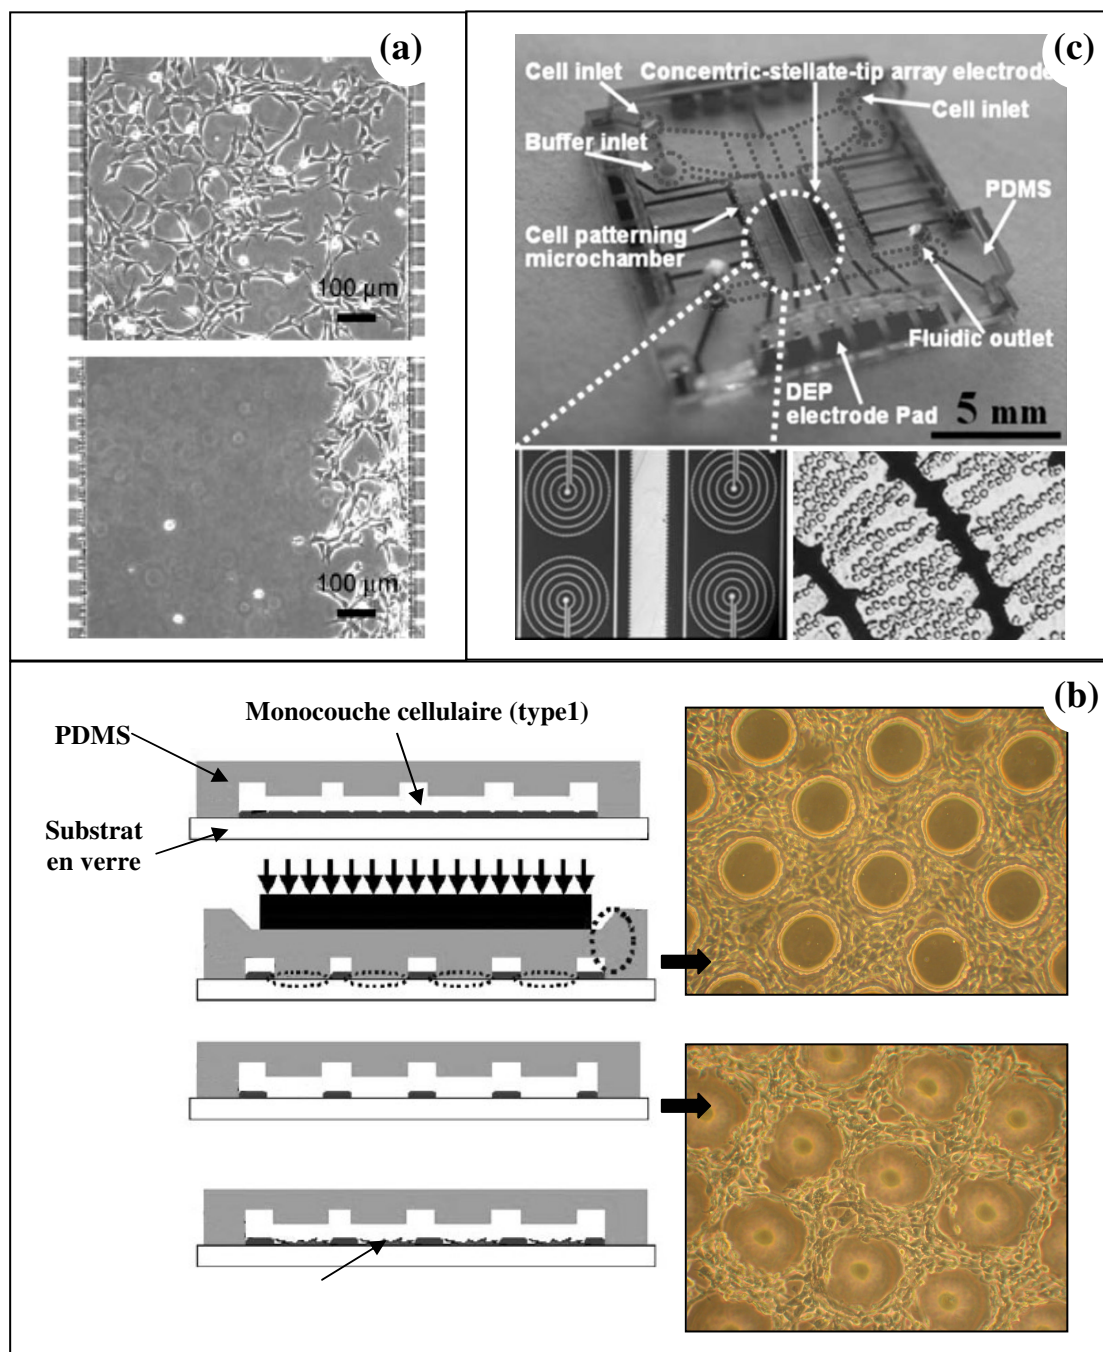 (a)
100 µm
100 µm
(c)
Cell inlet
Concentric-stellate-tip array electrode
Cell inlet
Buffer inlet
PDMS
Cell patterning
microchamber
Fluidic outlet
DEP
electrode Pad
5 mm
(b)
Monocouche cellulaire (type1)
PDMS
Substrat
en verre